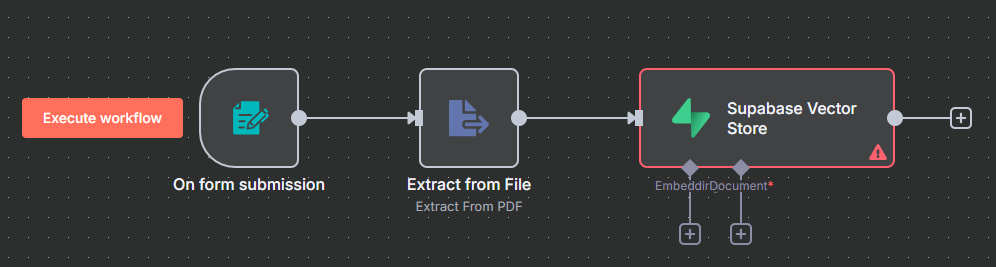 Execute workflow
On form submission
Extract from File
Extract From PDF
Supabase Vector
Store
EmbeddirDocument*